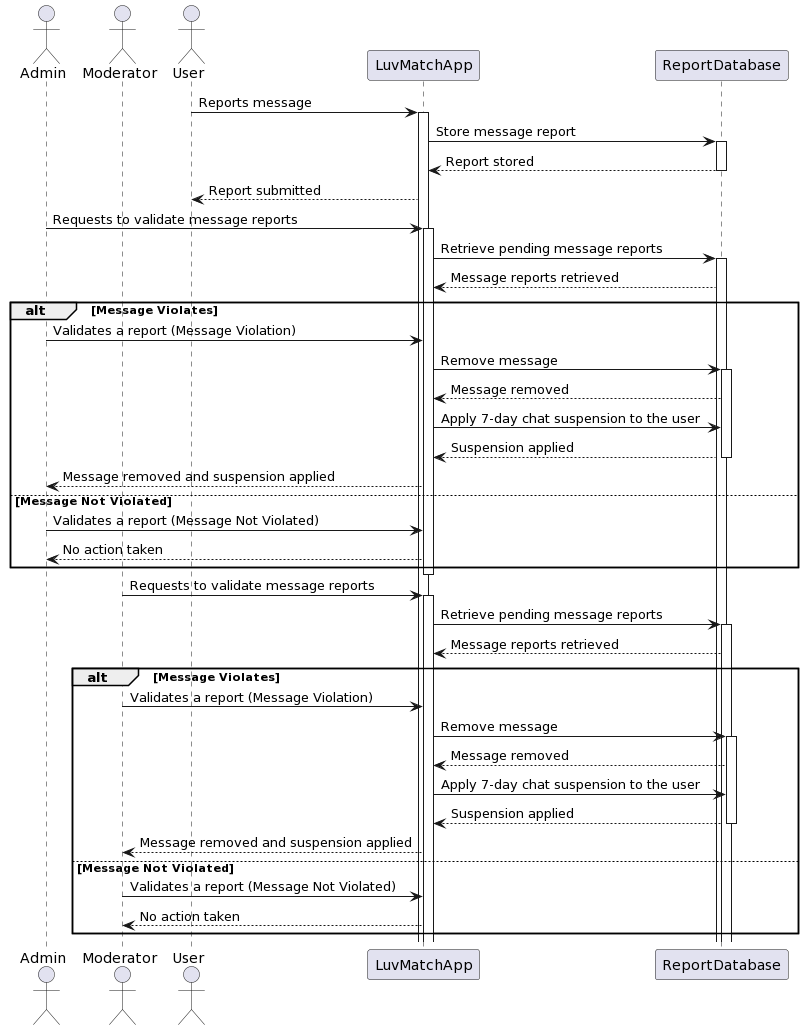 Admin
Moderator
User
LuvMatchApp
ReportDatabase
Reports message
Store message report
Report stored
Report submitted
Requests to validate message reports
Retrieve pending message reports
Message reports retrieved
alt [Message Violates]
Validates a report (Message Violation)
Remove message
Message removed
Apply 7-day chat suspension to the user
Suspension applied
Message removed and suspension applied
[Message Not Violated]
Validates a report (Message Not Violated)
No action taken
Requests to validate message reports
Retrieve pending message reports
Message reports retrieved
alt [Message Violates]
Validates a report (Message Violation)
Remove message
Message removed
Apply 7-day chat suspension to the user
Suspension applied
Message removed and suspension applied
[Message Not Violated]
Validates a report (Message Not Violated)
No action taken
Admin
Moderator
User
LuvMatchApp
ReportDatabase